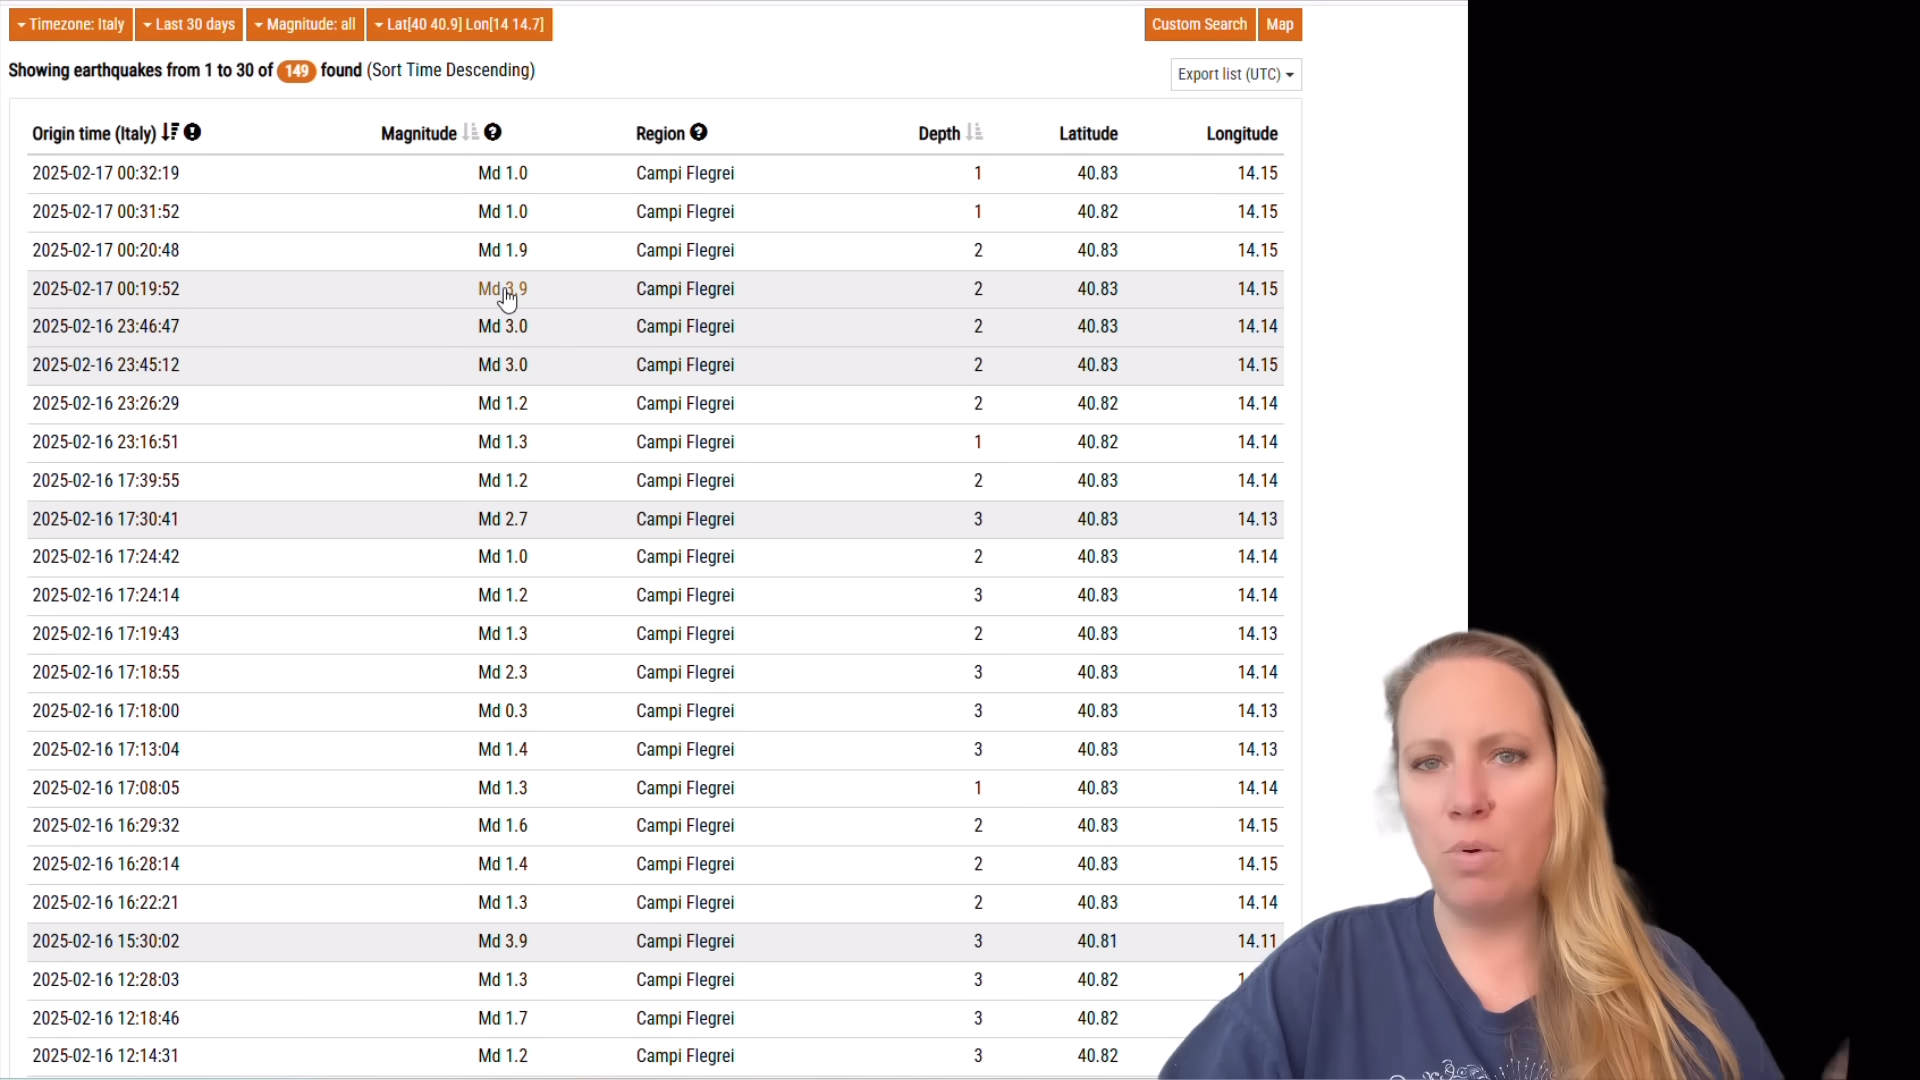 Timezone: Italy Last 30 days Magnitude: all Lat[40 40.9] Lon[14 14.7] Custom Search Map
Showing earthquakes from 1 to 30 of 149 found (Sort Time Descending) Export list (UTC)
Origin time (Italy) Magnitude Region Depth Latitude Longitude
2025-02-17 00:32:19 Md 1.0 Campi Flegrei 1 40.83 14.15
2025-02-17 00:31:52 Md 1.0 Campi Flegrei 1 40.82 14.15
2025-02-17 00:20:48 Md 1.9 Campi Flegrei 2 40.83 14.15
2025-02-17 00:19:52 Md 3.9 Campi Flegrei 2 40.83 14.15
2025-02-16 23:46:47 Md 3.0 Campi Flegrei 2 40.83 14.14
2025-02-16 23:45:12 Md 3.0 Campi Flegrei 2 40.83 14.15
2025-02-16 23:26:29 Md 1.2 Campi Flegrei 2 40.82 14.14
2025-02-16 23:16:51 Md 1.3 Campi Flegrei 1 40.82 14.14
2025-02-16 17:39:55 Md 1.2 Campi Flegrei 2 40.83 14.14
2025-02-16 17:30:41 Md 2.7 Campi Flegrei 3 40.83 14.13
2025-02-16 17:24:42 Md 1.0 Campi Flegrei 2 40.83 14.14
2025-02-16 17:24:14 Md 1.2 Campi Flegrei 3 40.83 14.14
2025-02-16 17:19:43 Md 1.3 Campi Flegrei 2 40.83 14.13
2025-02-16 17:18:55 Md 2.3 Campi Flegrei 3 40.83 14.14
2025-02-16 17:18:00 Md 0.3 Campi Flegrei 3 40.83 14.13
2025-02-16 17:13:04 Md 1.4 Campi Flegrei 3 40.83 14.13
2025-02-16 17:08:05 Md 1.3 Campi Flegrei 1 40.83 14.14
2025-02-16 16:29:32 Md 1.6 Campi Flegrei 2 40.83 14.15
2025-02-16 16:28:14 Md 1.4 Campi Flegrei 2 40.83 14.15
2025-02-16 16:22:21 Md 1.3 Campi Flegrei 2 40.83 14.14
2025-02-16 15:30:02 Md 3.9 Campi Flegrei 3 40.81 14.11
2025-02-16 12:28:03 Md 1.3 Campi Flegrei 3 40.82
2025-02-16 12:18:46 Md 1.7 Campi Flegrei 3 40.82
2025-02-16 12:14:31 Md 1.2 Campi Flegrei 3 40.82